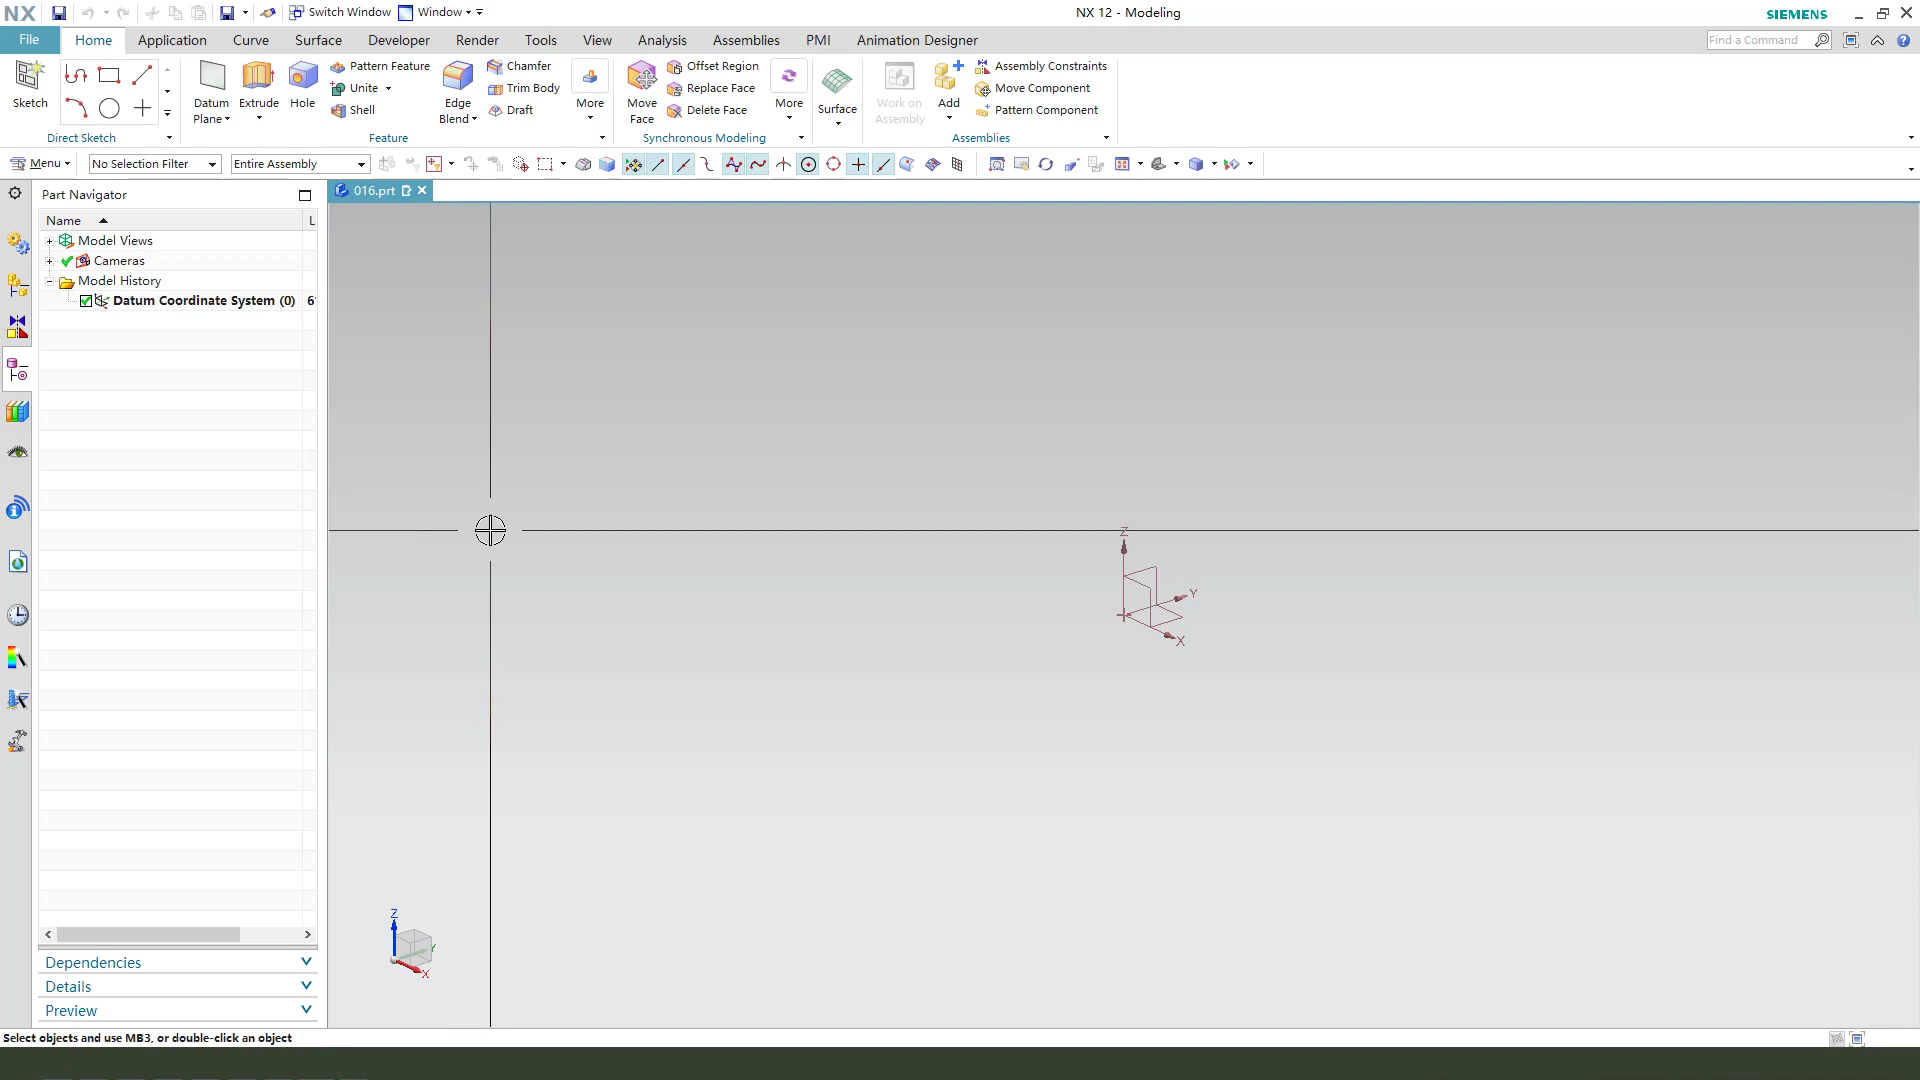 NX
Switch Window
Window
NX 12 - Modeling
SIEMENS
File
Home
Application
Curve
Surface
Developer
Render
Tools
View
Analysis
Assemblies
PMI
Animation Designer
Find a Command
Sketch
Direct Sketch
Datum
Plane
Extrude
Hole
Pattern Feature
Unite
Shell
Edge
Blend
Chamfer
Trim Body
Draft
More
Feature
Move
Face
Offset Region
Replace Face
Delete Face
More
Synchronous Modeling
Surface
Work on
Assembly
Add
Assembly Constraints
Move Component
Pattern Component
Assemblies
Menu
No Selection Filter
Entire Assembly
Part Navigator
016.prt
Name
L
Model Views
Cameras
Model History
Datum Coordinate System (0)
6
Z
Y
X
Z
Y
X
Dependencies
Details
Preview
Select objects and use MB3, or double-click an object